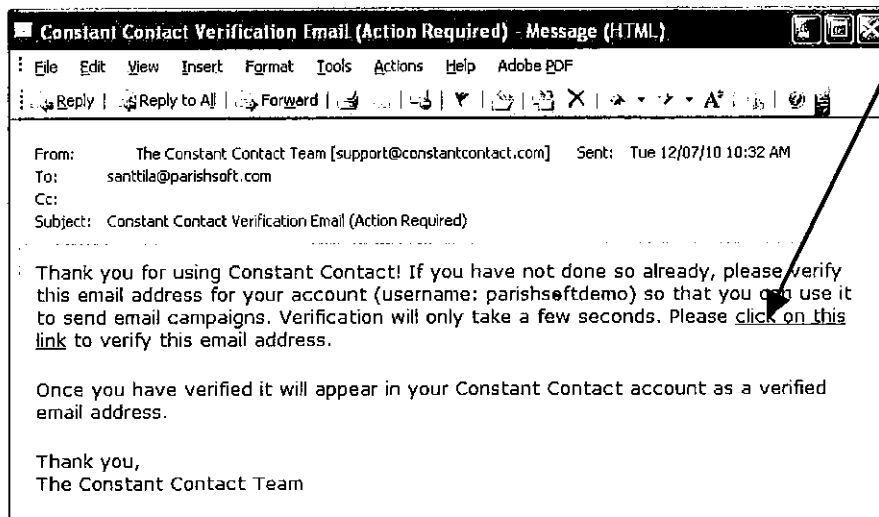 Constant Contact Verification Email (Action Required) - Message (HTML)
File Edit View Insert Format Tools Actions Help Adobe PDF
Reply Reply to All Forward
From: The Constant Contact Team [support@constantcontact.com] Sent: Tue 12/07/10 10:32 AM
To: santtila@parishsoft.com
Cc:
Subject: Constant Contact Verification Email (Action Required)
Thank you for using Constant Contact! If you have not done so already, please verify
this email address for your account (username: parishseftdemo) so that you can use it
to send email campaigns. Verification will only take a few seconds. Please click on this
link to verify this email address.
Once you have verified it will appear in your Constant Contact account as a verified
email address.
Thank you,
The Constant Contact Team